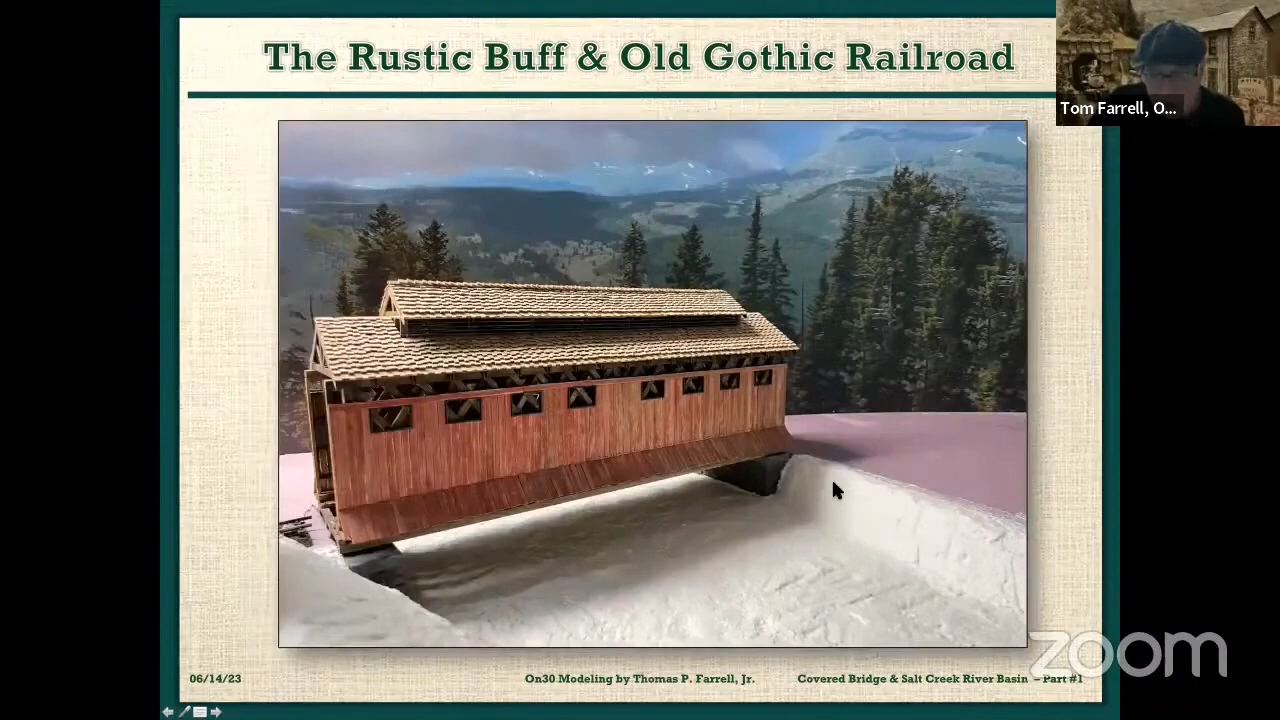 The Rustic Buff & Old Gothic Railroad
Tom Farrell, O...
zoom
06/14/23
On30 Modeling by Thomas P. Farrell, Jr.
Covered Bridge & Salt Creek River Basin – Part #1